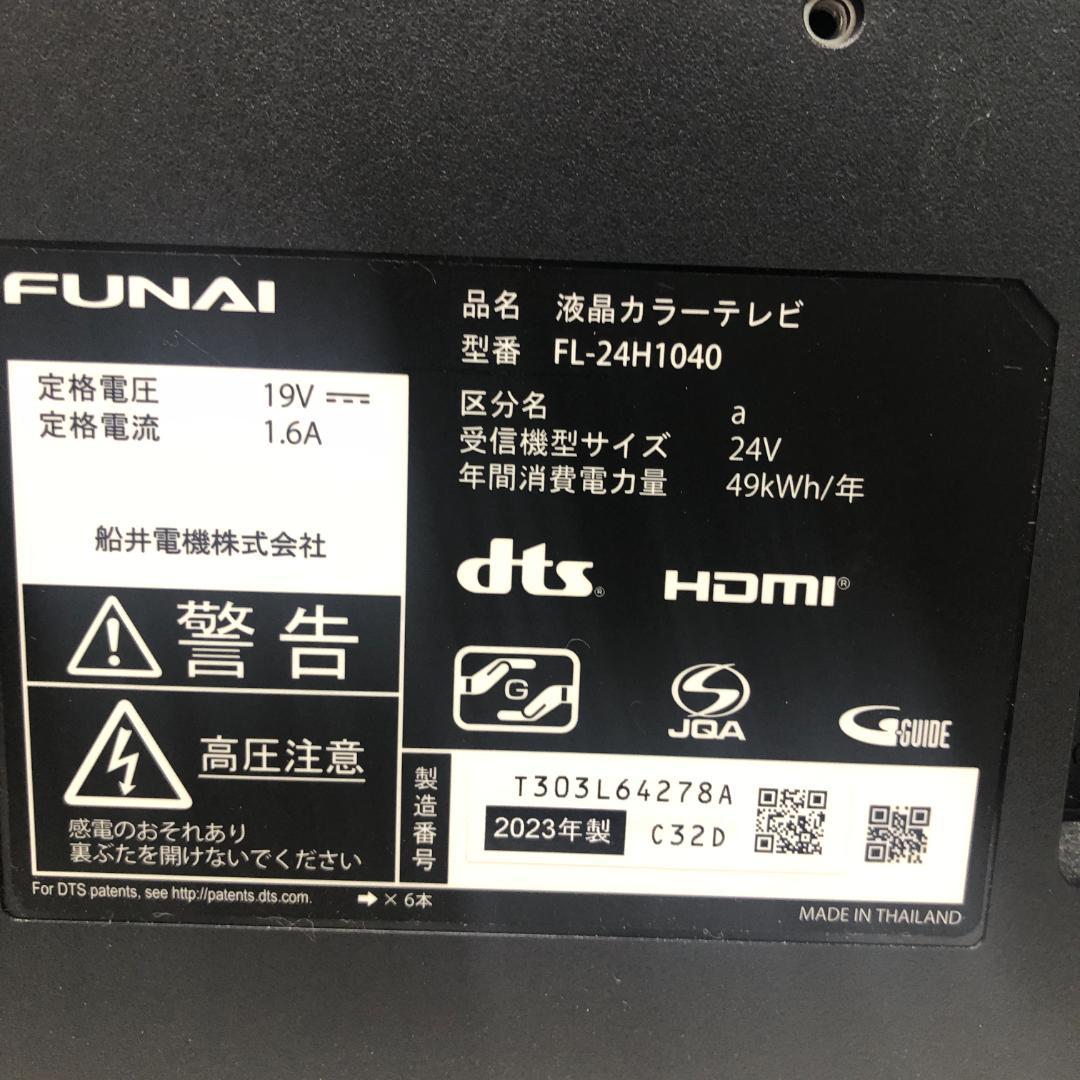 FUNAI
品名 液晶カラーテレビ
型番 FL-24H1040
定格電圧 19V
定格電流 1.6A
船井電機株式会社
区分名 a
受信機型サイズ 24V
年間消費電力量 49kWh/年
dts®
HDMI®
警告
高圧注意
感電のおそれあり
裏ぶたを開けないでください
G
JQA
G-GUIDE
製造番号
T303L64278A
2023年製 C32D
For DTS patents, see http://patents.dts.com.
➔ × 6本
MADE IN THAILAND